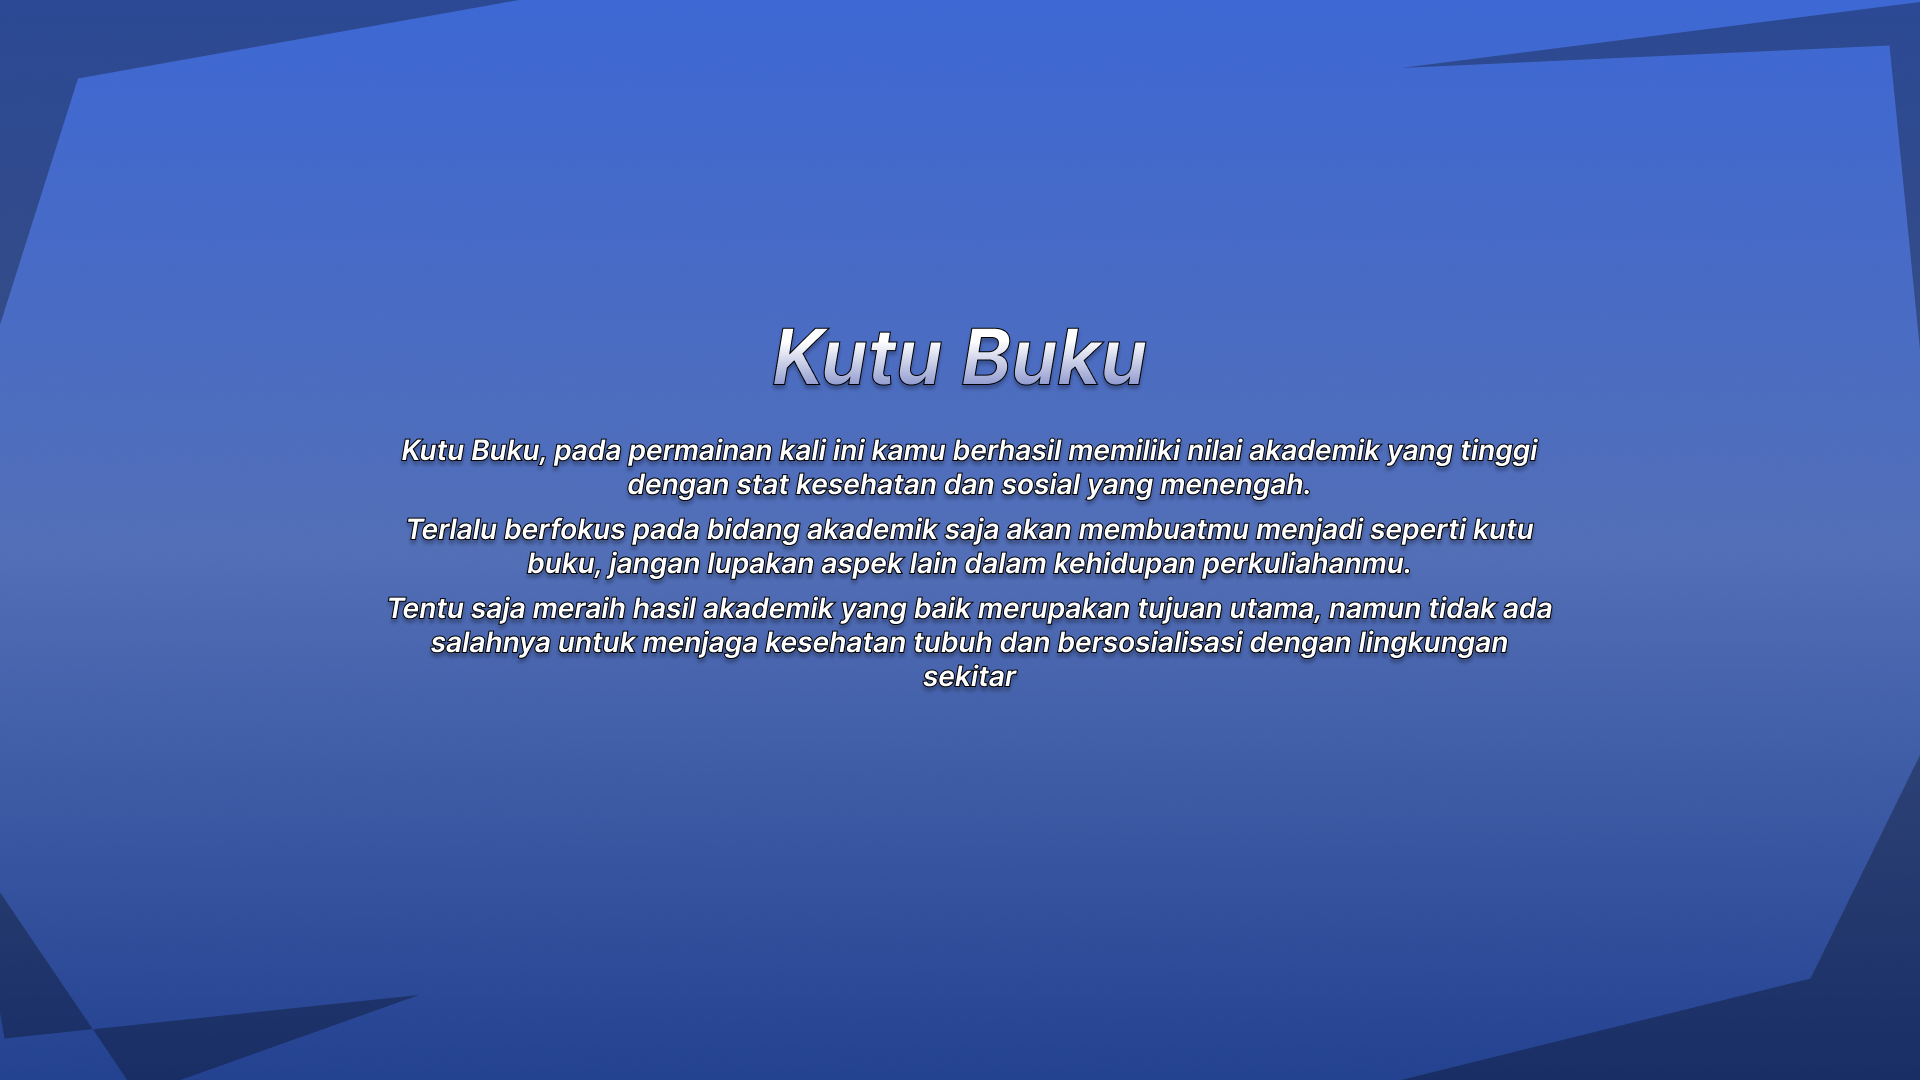 Kutu Buku
Kutu Buku, pada permainan kali ini kamu berhasil memiliki nilai akademik yang tinggi
dengan stat kesehatan dan sosial yang menengah.
Terlalu berfokus pada bidang akademik saja akan membuatmu menjadi seperti kutu
buku, jangan lupakan aspek lain dalam kehidupan perkuliahanmu.
Tentu saja meraih hasil akademik yang baik merupakan tujuan utama, namun tidak ada
salahnya untuk menjaga kesehatan tubuh dan bersosialisasi dengan lingkungan
sekitar